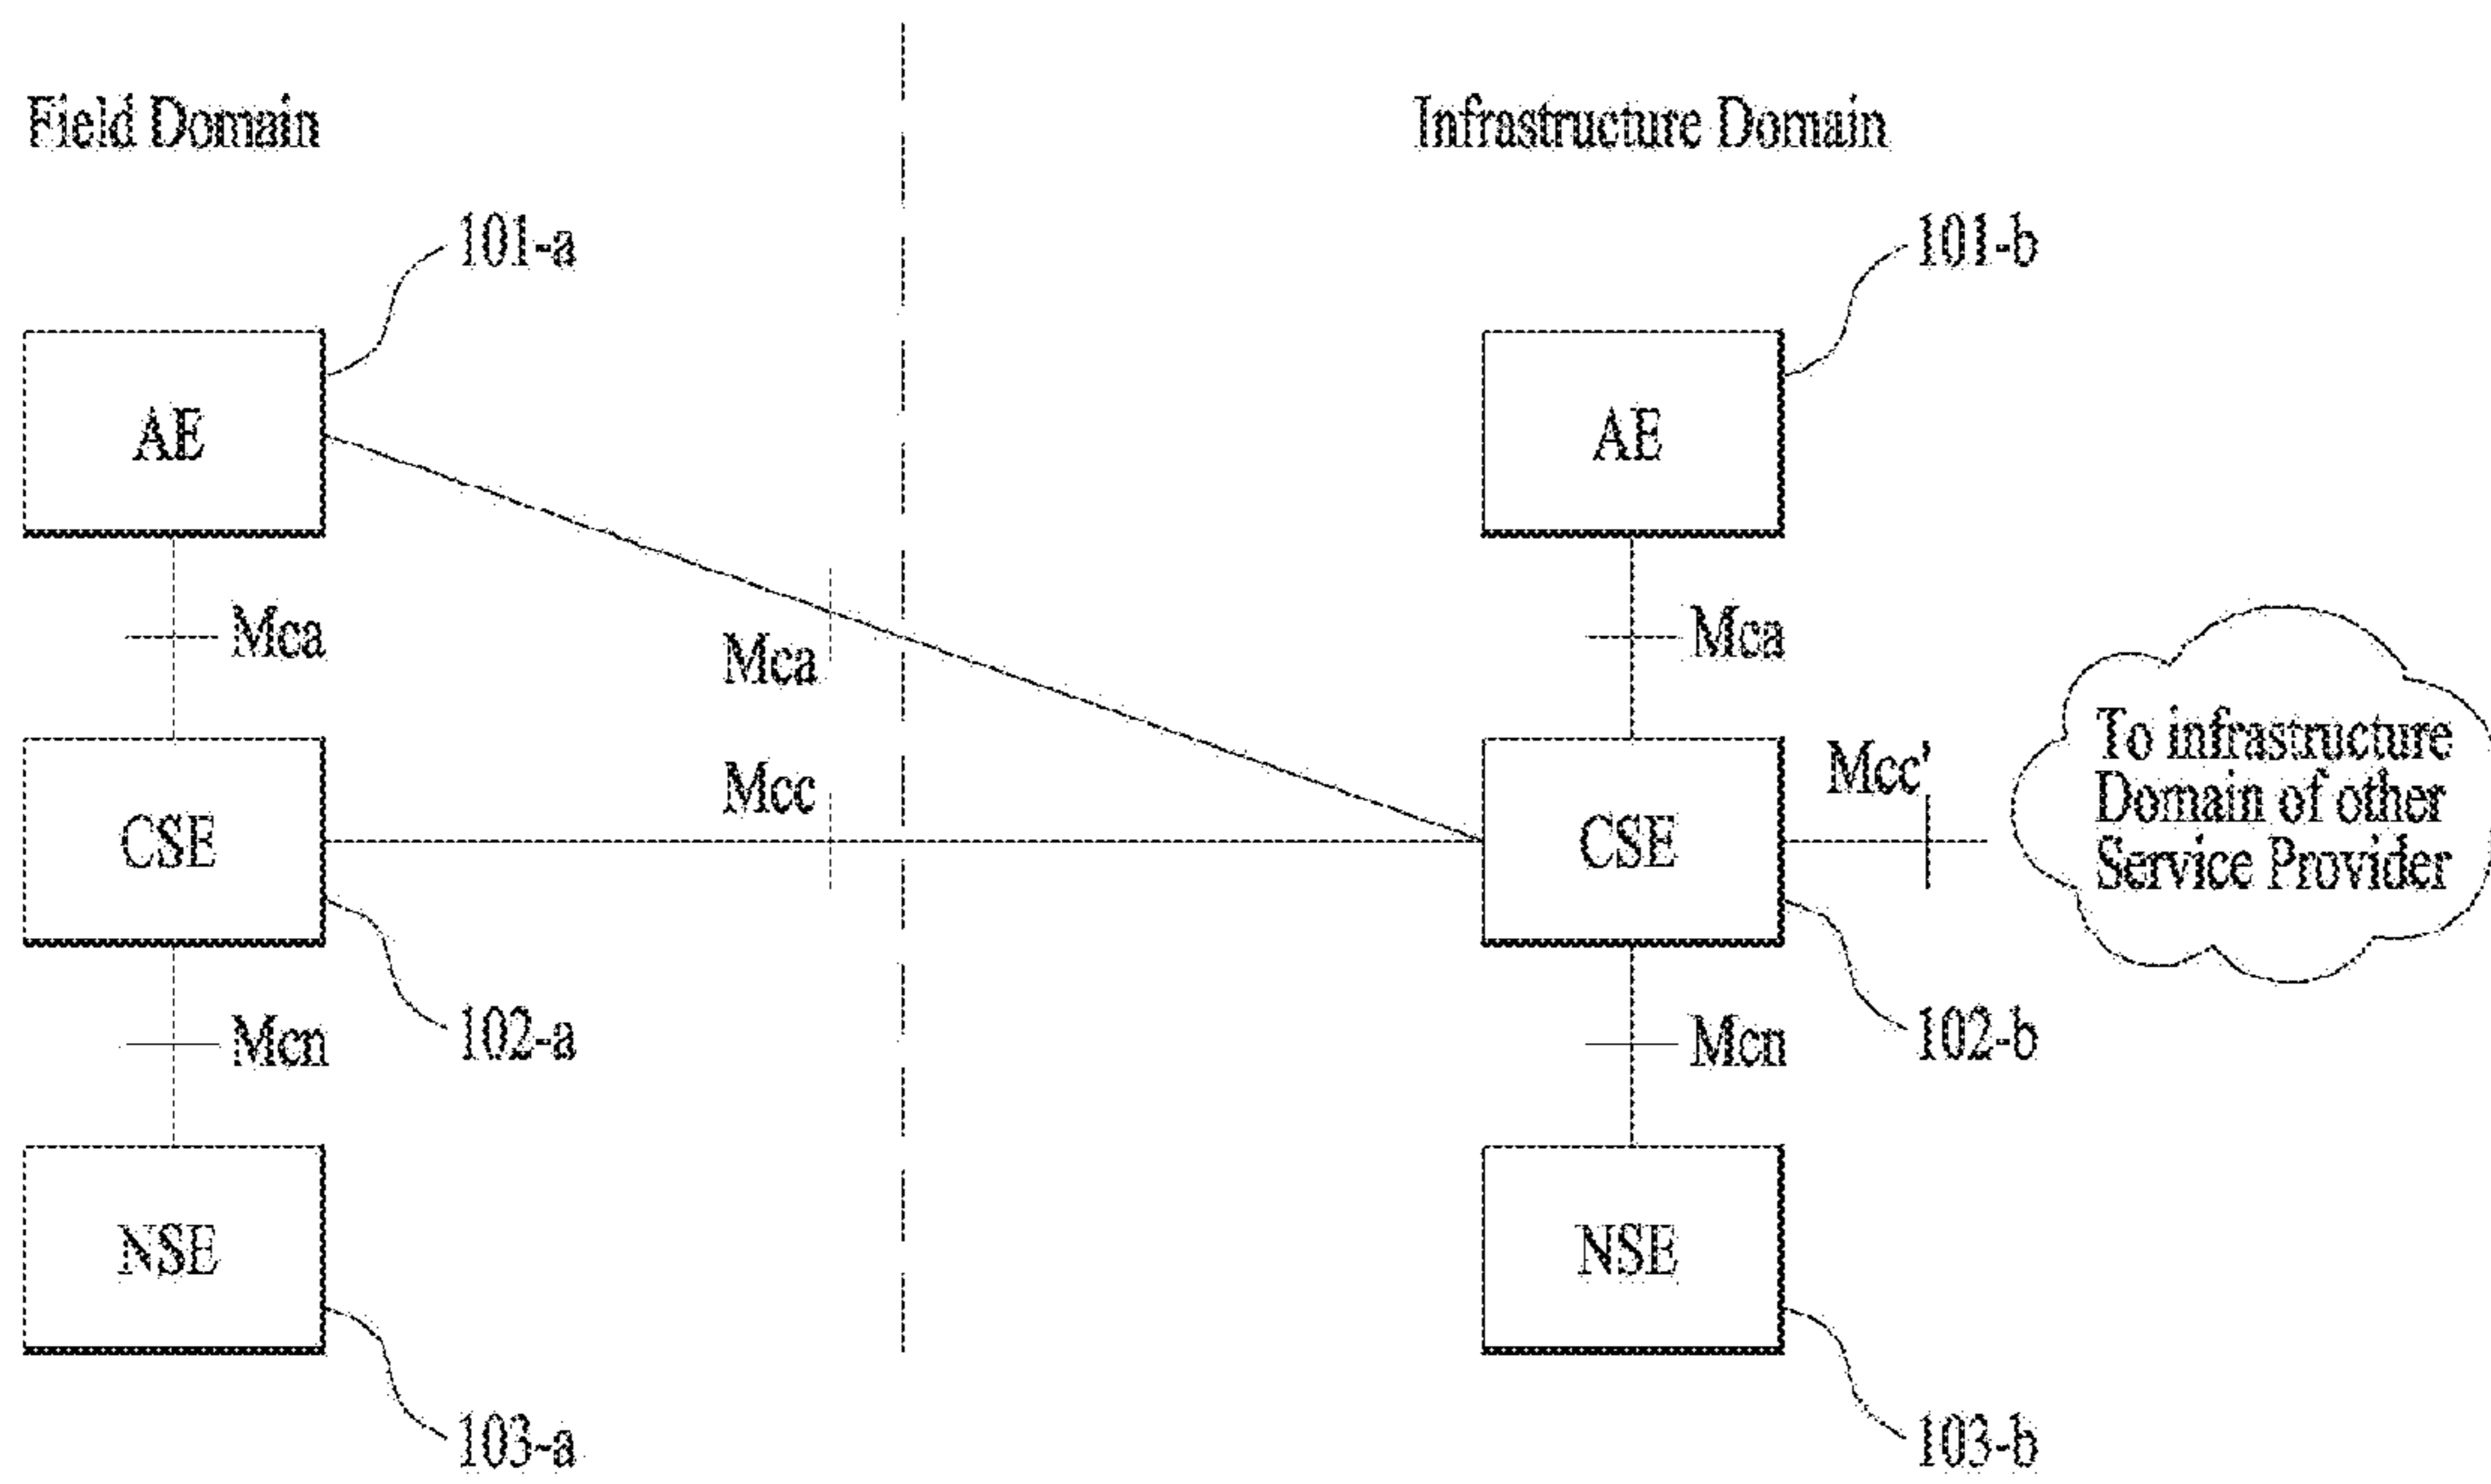 Field Domain
Infrastructure Domain
101-a
101-b
AE
AE
Mca
Mca
Mca
Mcc
Mcc'
To infrastructure
Domain of other
Service Provider
CSE
CSE
102-a
102-b
Mcn
Mcn
NSE
NSE
103-a
103-b